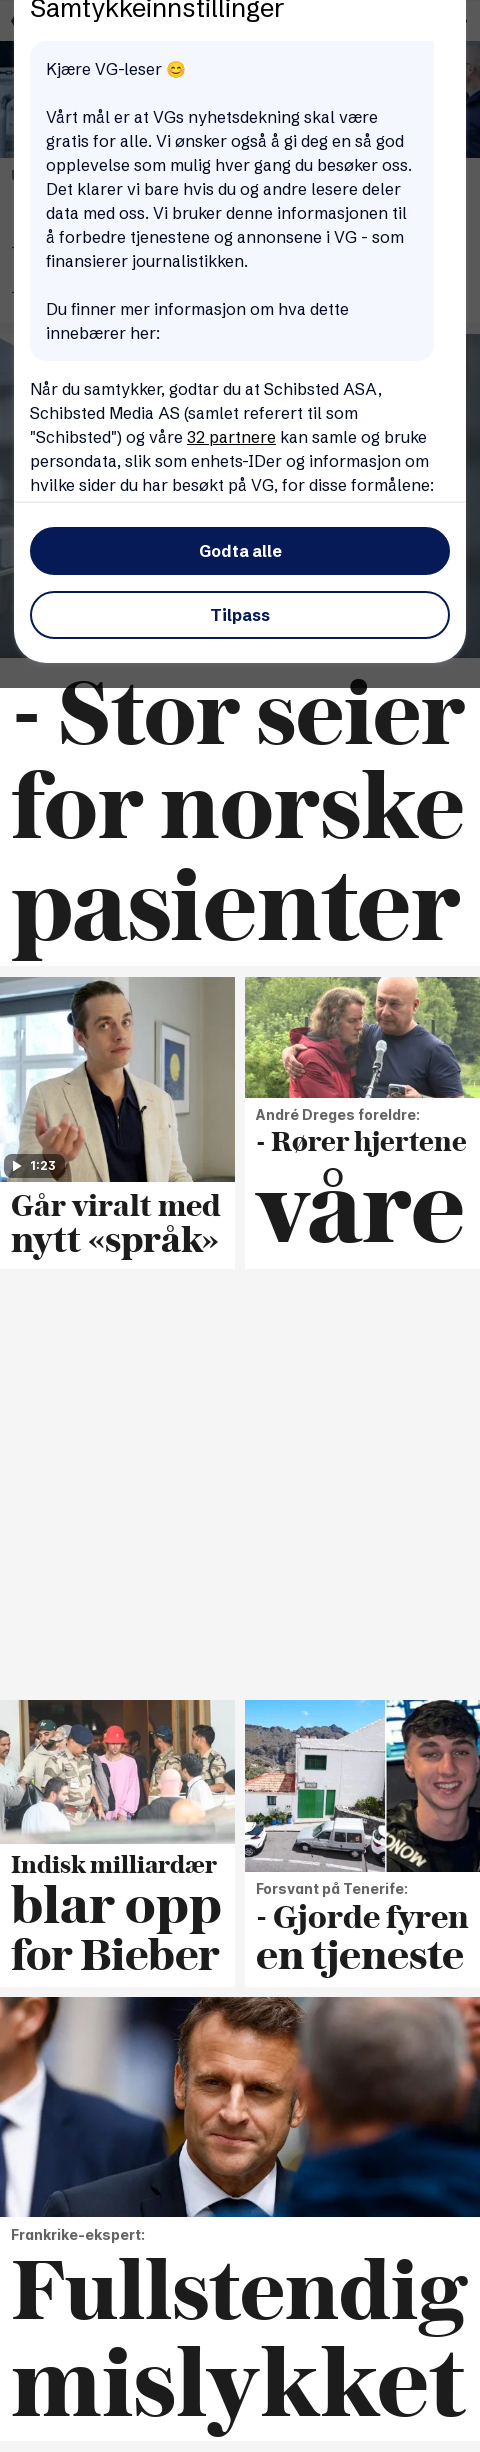 Samtykkeinnstillinger
Kjære VG-leser 😊
Vårt mål er at VGs nyhetsdekning skal være
gratis for alle. Vi ønsker også å gi deg en så god
opplevelse som mulig hver gang du besøker oss.
Det klarer vi bare hvis du og andre lesere deler
data med oss. Vi bruker denne informasjonen til
å forbedre tjenestene og annonsene i VG - som
finansierer journalistikken.
Du finner mer informasjon om hva dette
innebærer her:
Når du samtykker, godtar du at Schibsted ASA,
Schibsted Media AS (samlet referert til som
"Schibsted") og våre 32 partnere kan samle og bruke
persondata, slik som enhets-IDer og informasjon om
hvilke sider du har besøkt på VG, for disse formålene:
Godta alle
Tilpass
- Stor seier
for norske
pasienter
1:23
Går viralt med
nytt «språk»
André Dreges foreldre:
- Rører hjertene
våre
Indisk milliardær
blar opp
for Bieber
Forsvant på Tenerife:
- Gjorde fyren
en tjeneste
Frankrike-ekspert:
Fullstendig
mislykket